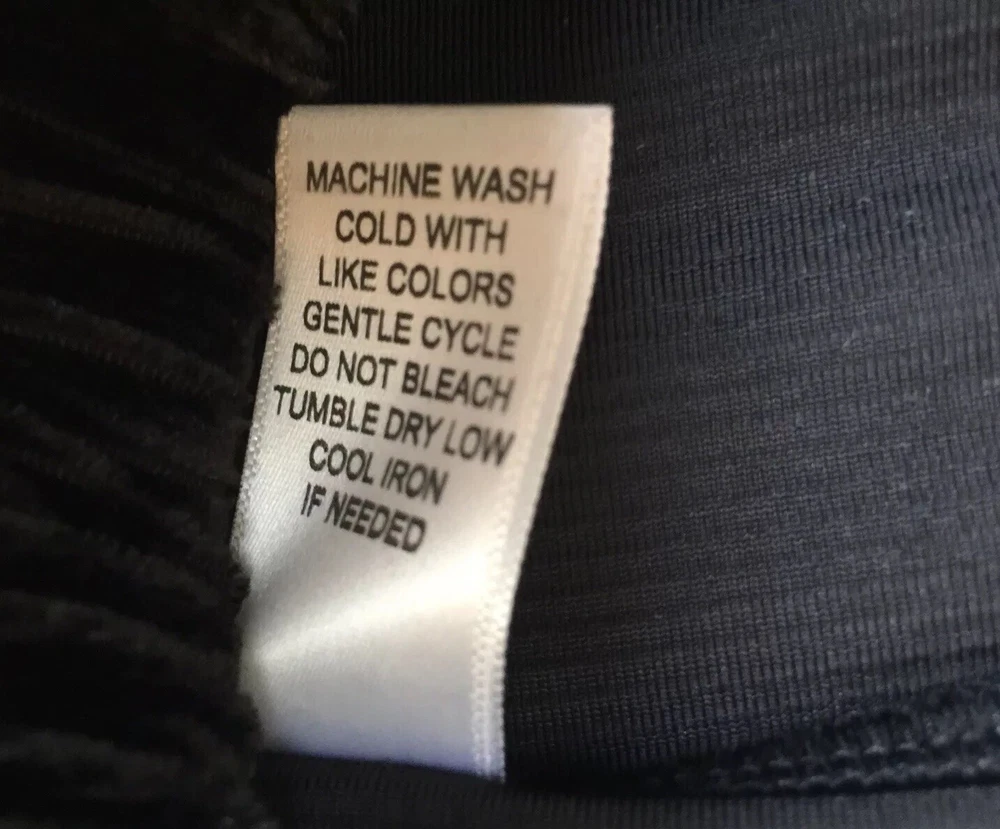 MACHINE WASH
COLD WITH
LIKE COLORS
GENTLE CYCLE
DO NOT BLEACH
TUMBLE DRY LOW
COOL IRON
IF NEEDED